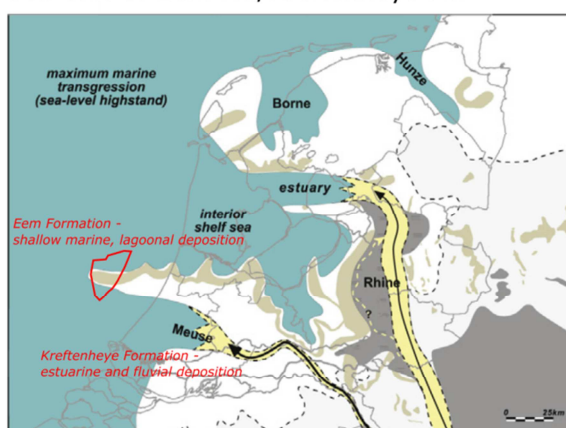 maximum marine
transgression
(sea-level highstand)
Hunze
Borne
estuary
Eem Formation -
shallow marine, lagoonal deposition
interior
shelf sea
Rhine
?
Meuse
Kreftenheye Formation -
estuarine and fluvial deposition
0 25km